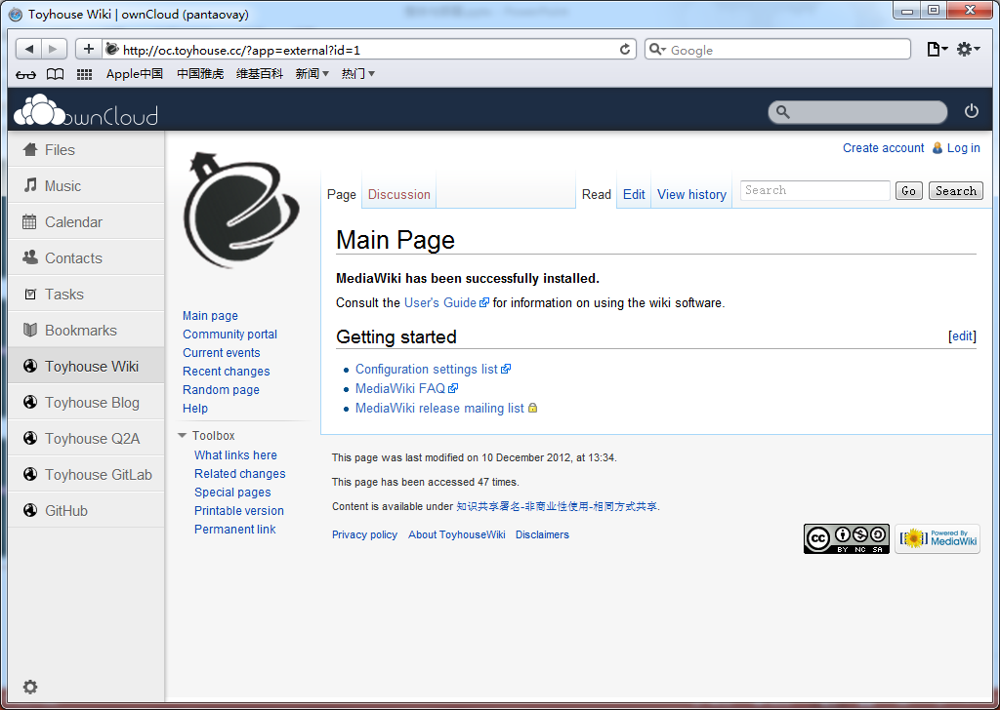 Toyhouse Wiki | ownCloud (pantaovay)
http://oc.toyhouse.cc/?app=external?id=1
Google
Apple中国 中国雅虎 维基百科 新闻 热门
ownCloud
Files
Music
Calendar
Contacts
Tasks
Bookmarks
Toyhouse Wiki
Toyhouse Blog
Toyhouse Q2A
Toyhouse GitLab
GitHub
Main page
Community portal
Current events
Recent changes
Random page
Help
Toolbox
What links here
Related changes
Special pages
Printable version
Permanent link
Create account Log in
Page Discussion Read Edit View history Search Go Search
Main Page
MediaWiki has been successfully installed.
Consult the User's Guide for information on using the wiki software.
Getting started [edit]
Configuration settings list
MediaWiki FAQ
MediaWiki release mailing list
This page was last modified on 10 December 2012, at 13:34.
This page has been accessed 47 times.
Content is available under 知识共享署名-非商业性使用-相同方式共享.
Privacy policy About ToyhouseWiki Disclaimers
cc BY NC SA
Powered By
MediaWiki